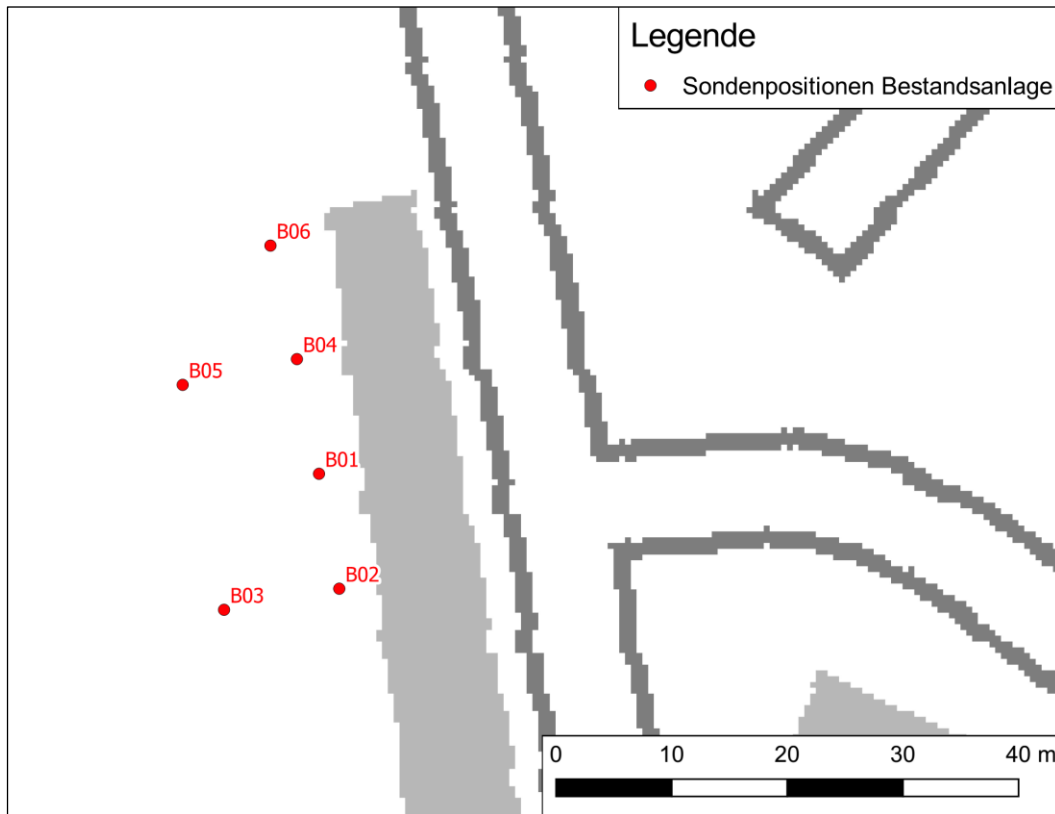 Legende
Sondenpositionen Bestandsanlage
B06
B04
B05
B01
B02
B03
0 10 20 30 40 m